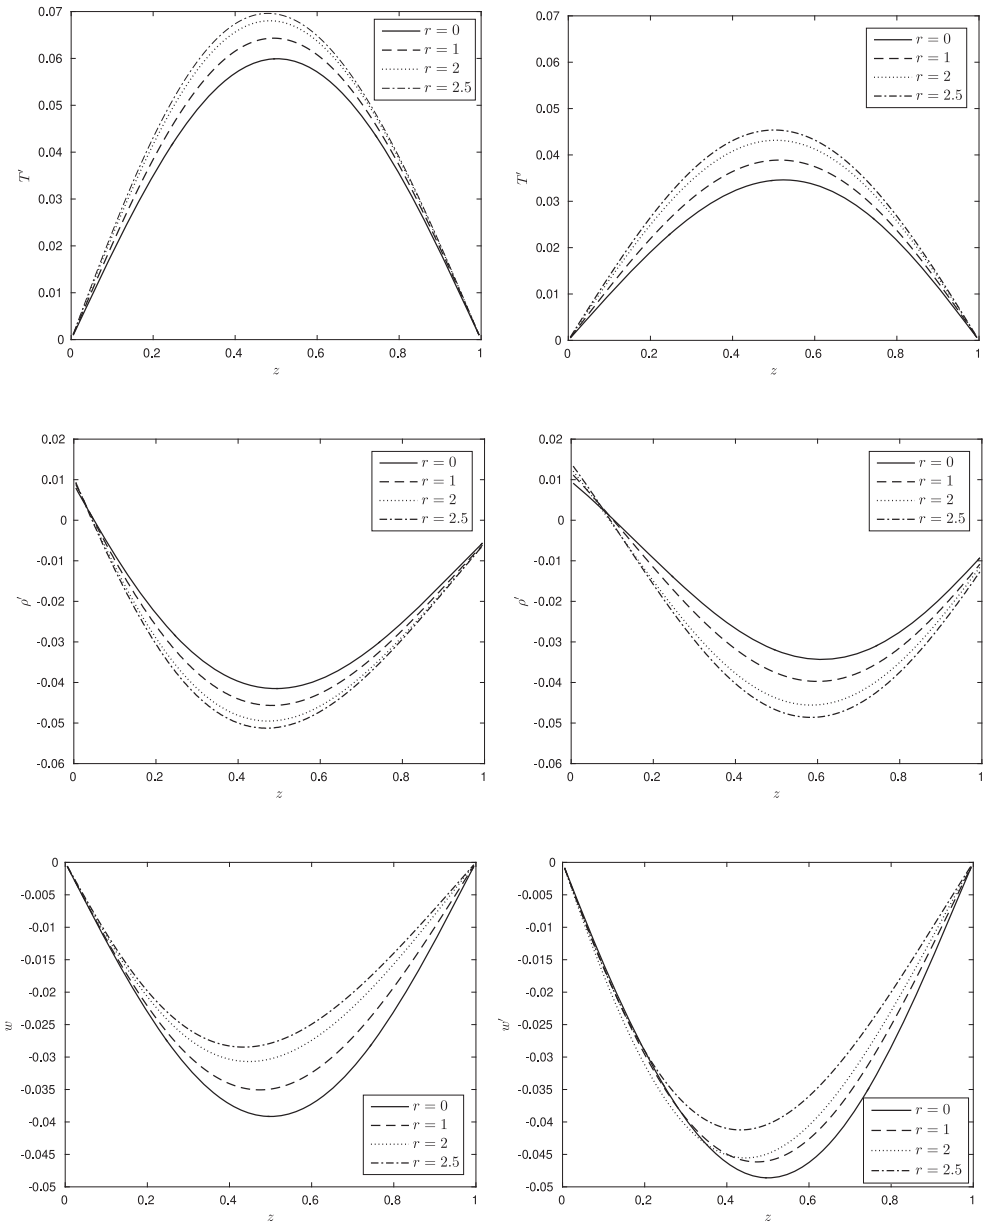 0.07
0.06
0.05
0.04
0.03
0.02
0.01
0
T′
0 0.2 0.4 0.6 0.8 1
z
r = 0
r = 1
r = 2
r = 2.5
0.07
0.06
0.05
0.04
0.03
0.02
0.01
0
T′
0 0.2 0.4 0.6 0.8 1
z
r = 0
r = 1
r = 2
r = 2.5
0.02
0.01
0
-0.01
-0.02
-0.03
-0.04
-0.05
-0.06
ρ′
0 0.2 0.4 0.6 0.8 1
z
r = 0
r = 1
r = 2
r = 2.5
0.02
0.01
0
-0.01
-0.02
-0.03
-0.04
-0.05
-0.06
ρ′
0 0.2 0.4 0.6 0.8 1
z
r = 0
r = 1
r = 2
r = 2.5
0
-0.005
-0.01
-0.015
-0.02
-0.025
-0.03
-0.035
-0.04
-0.045
-0.05
w
0 0.2 0.4 0.6 0.8 1
z
r = 0
r = 1
r = 2
r = 2.5
0
-0.005
-0.01
-0.015
-0.02
-0.025
-0.03
-0.035
-0.04
-0.045
-0.05
w′
0 0.2 0.4 0.6 0.8 1
z
r = 0
r = 1
r = 2
r = 2.5